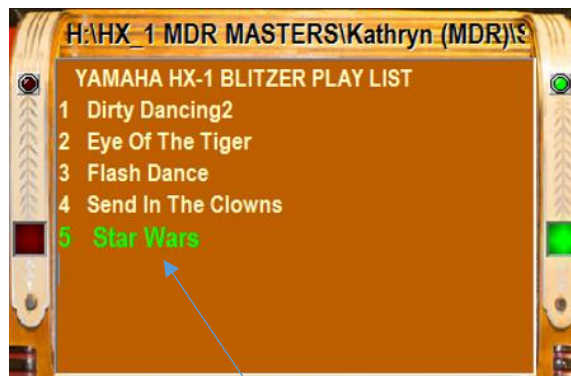 H:\HX_1 MDR MASTERS\Kathryn (MDR)\S
YAMAHA HX-1 BLITZER PLAY LIST
1 Dirty Dancing2
2 Eye Of The Tiger
3 Flash Dance
4 Send In The Clowns
5 Star Wars